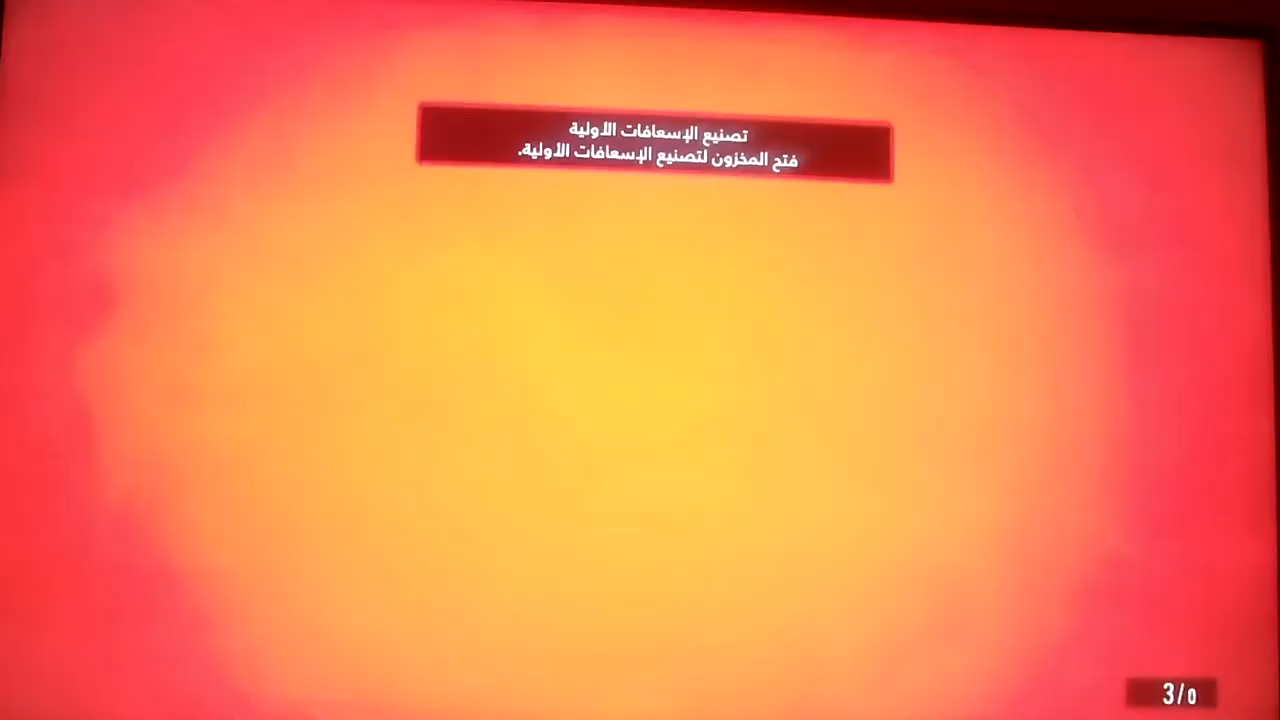 تصنيع الإسعافات الأولية
فتح المخزون لتصنيع الإسعافات الأولية.
3/0